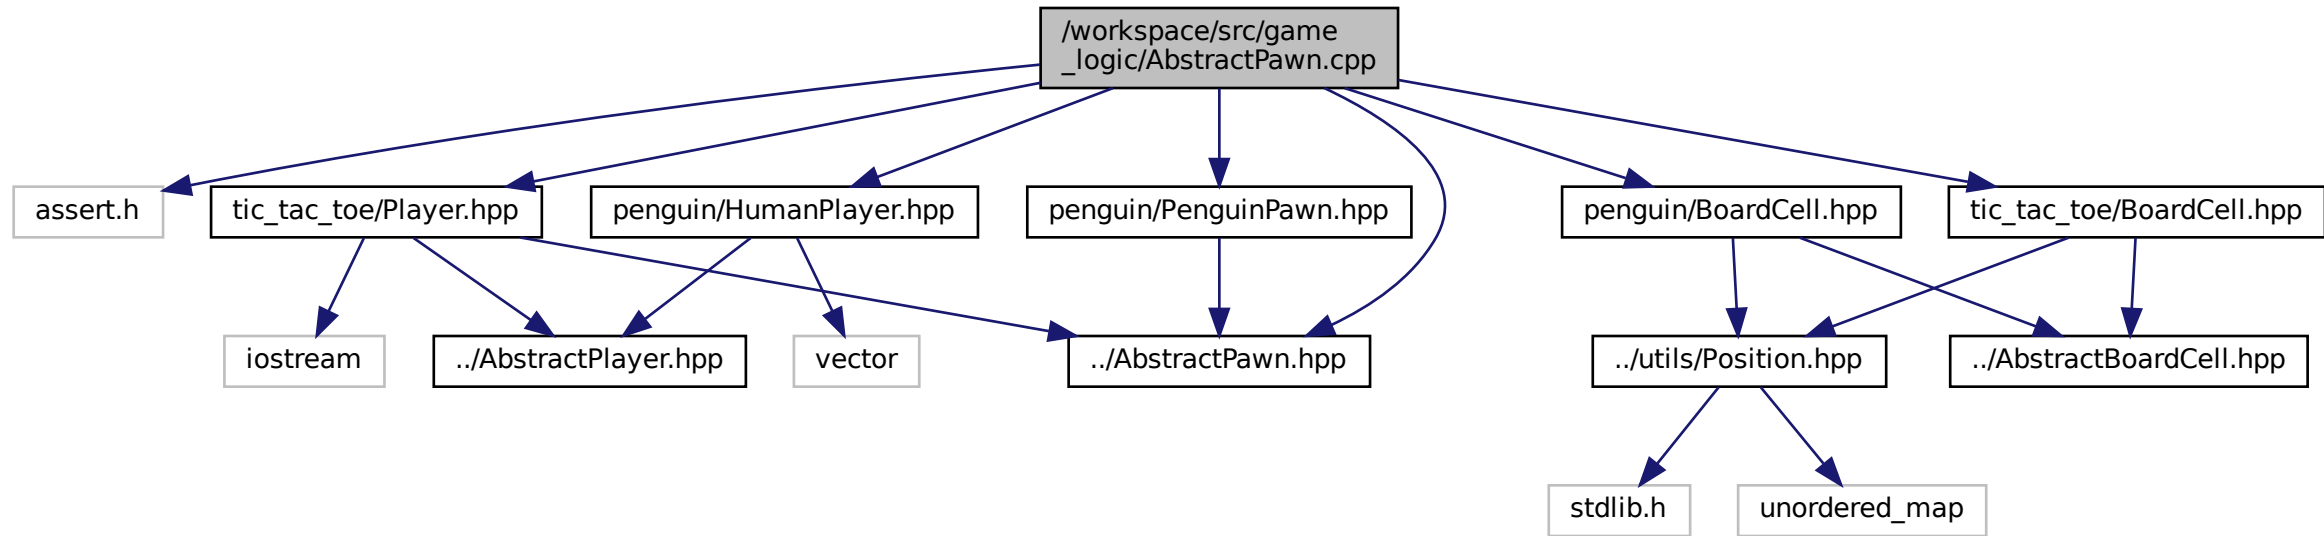 /workspace/src/game
_logic/AbstractPawn.cpp
assert.h
tic_tac_toe/Player.hpp
penguin/HumanPlayer.hpp
penguin/PenguinPawn.hpp
penguin/BoardCell.hpp
tic_tac_toe/BoardCell.hpp
iostream
../AbstractPlayer.hpp
vector
../AbstractPawn.hpp
../utils/Position.hpp
../AbstractBoardCell.hpp
stdlib.h
unordered_map